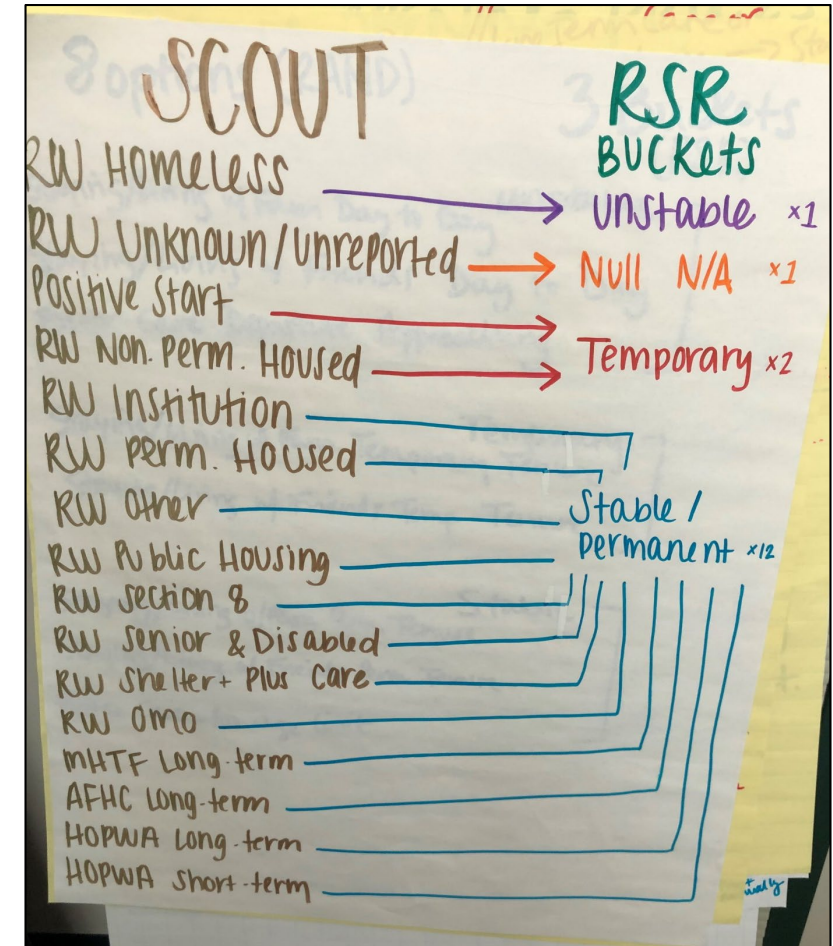 SCOUT
RW Homeless
RW Unknown/Unreported
Positive Start
RW Non. Perm. Housed
RW Institution
RW Perm. Housed
RW Other
RW Public Housing
RW Section 8
RW Senior & Disabled
RW Shelter+ Plus Care
RW OMO
MHTF Long-term
AFHC Long-term
HOPWA Long-term
HOPWA Short-term
RSR
BUCKets
Unstable x1
Null N/A x1
Temporary x2
Stable/
Permanent x12